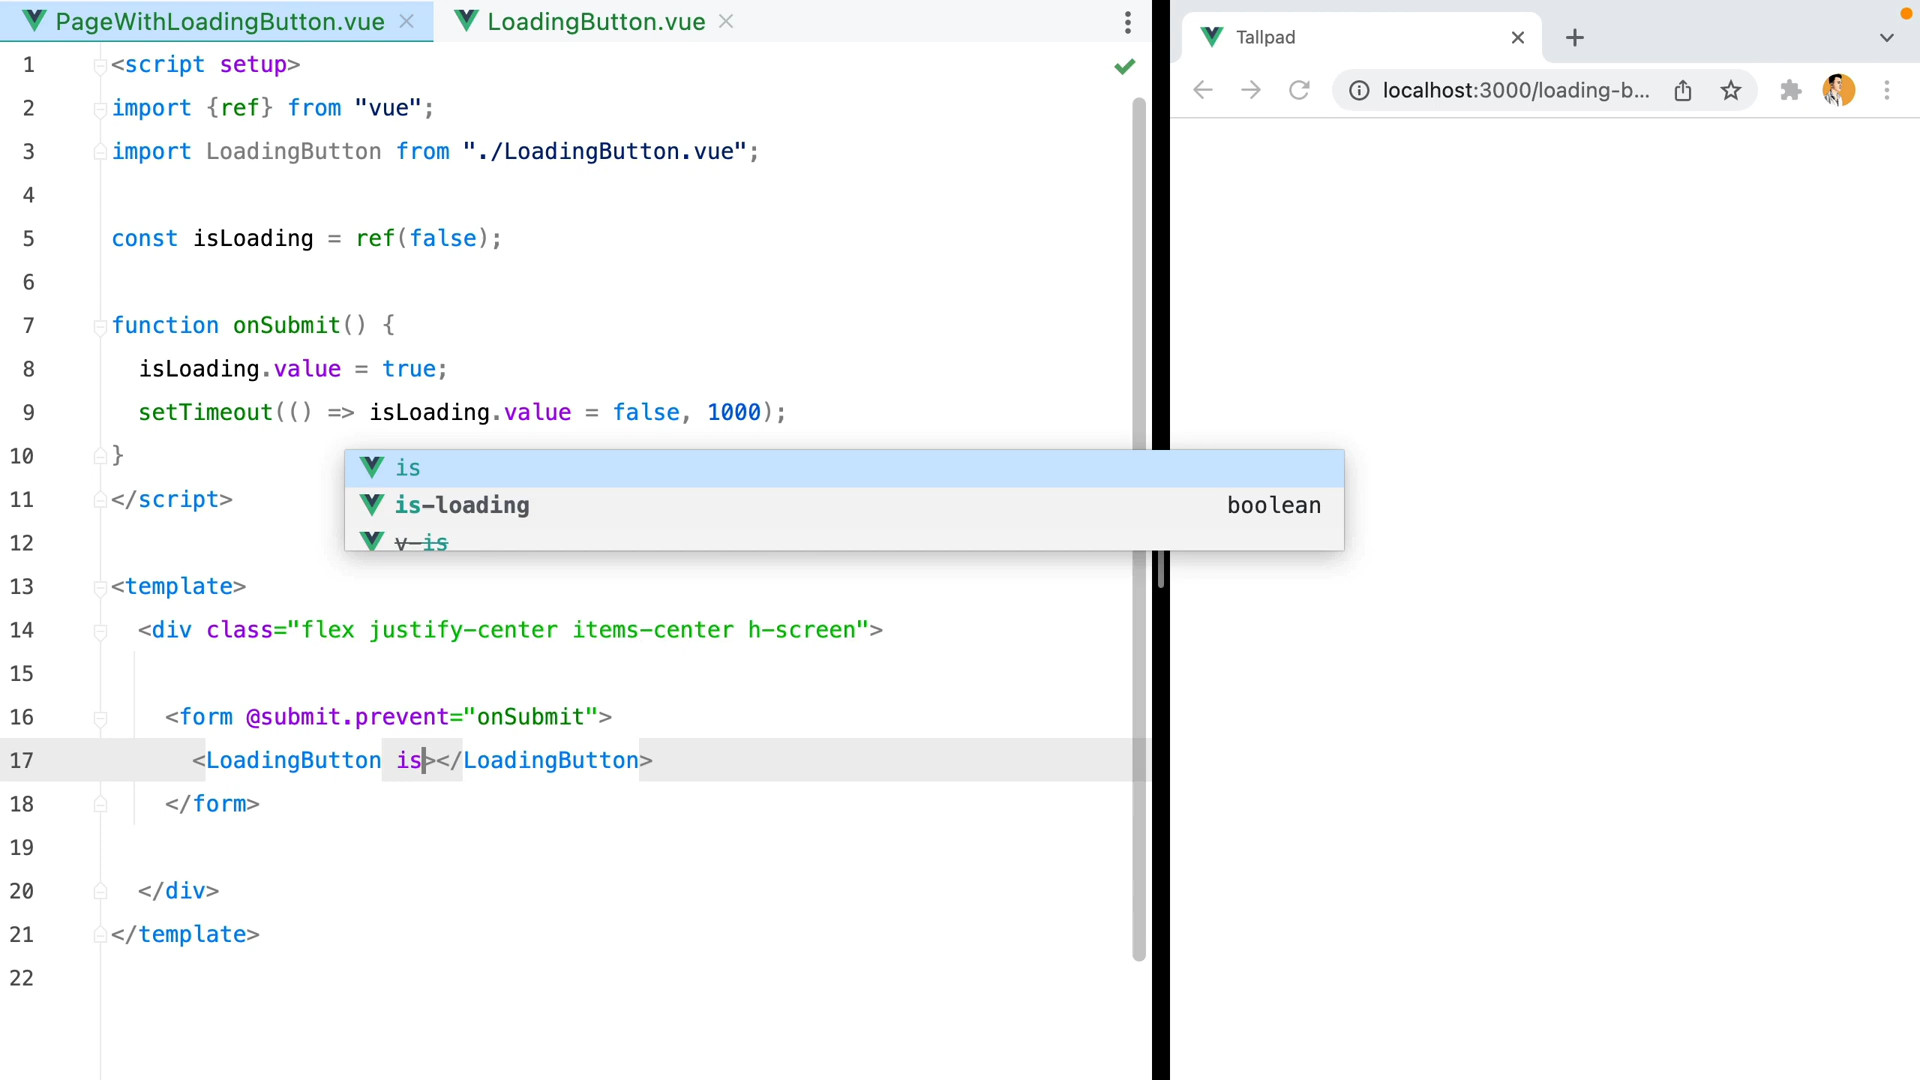 PageWithLoadingButton.vue
LoadingButton.vue
Tallpad
localhost:3000/loading-b...
1 <script setup>
2 import {ref} from "vue";
3 import LoadingButton from "./LoadingButton.vue";
4
5 const isLoading = ref(false);
6
7 function onSubmit() {
8 isLoading.value = true;
9 setTimeout(() => isLoading.value = false, 1000);
10 }
11 </script>
12
13 <template>
14 <div class="flex justify-center items-center h-screen">
15
16 <form @submit.prevent="onSubmit">
17 <LoadingButton is></LoadingButton>
18 </form>
19
20 </div>
21 </template>
22
is
is-loading boolean
v-is